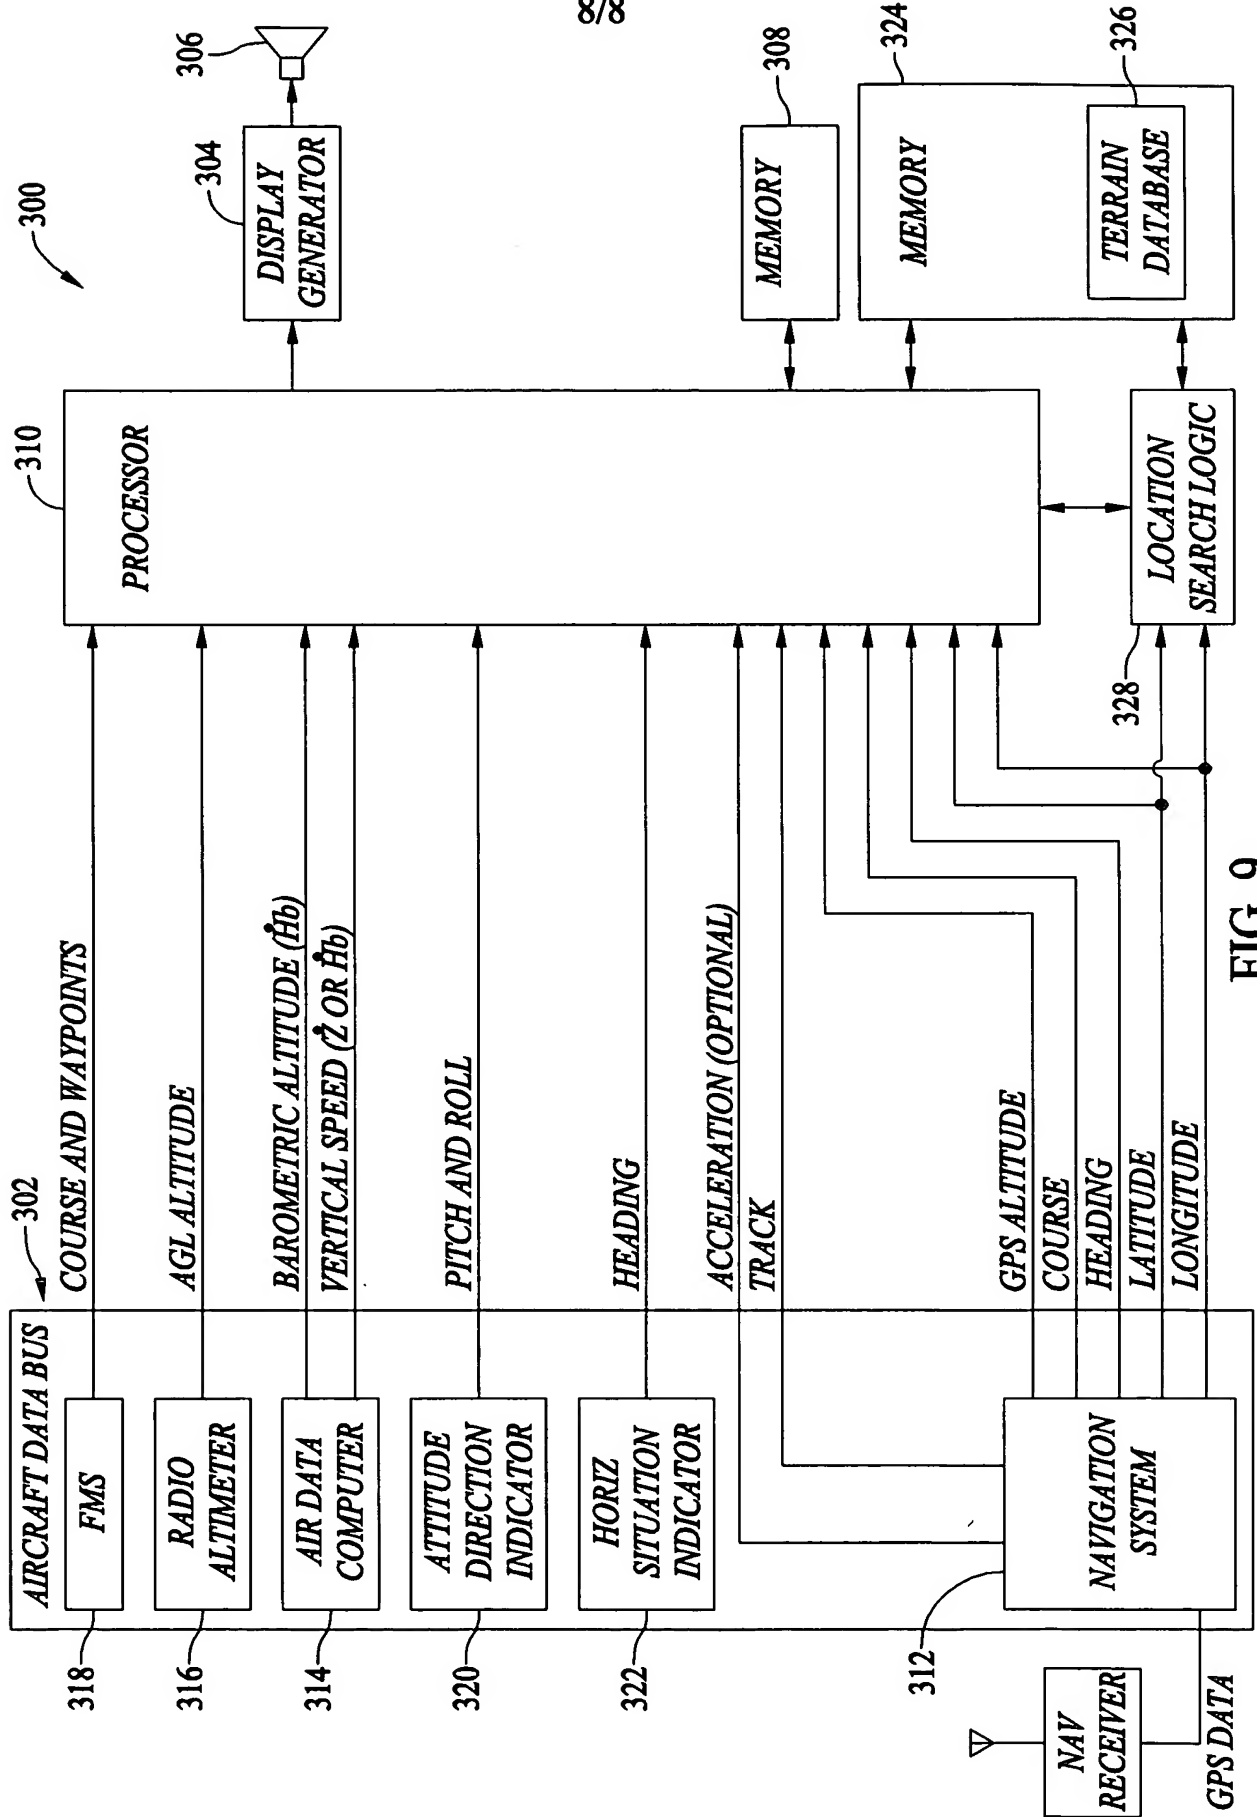 8/8
300
302
AIRCRAFT DATA BUS
318
FMS
COURSE AND WAYPOINTS
316
RADIO
ALTIMETER
AGL ALTITUDE
314
AIR DATA
COMPUTER
BAROMETRIC ALTITUDE (Ḣb)
VERTICAL SPEED (Ż OR Ḣb)
320
ATTITUDE
DIRECTION
INDICATOR
PITCH AND ROLL
322
HORIZ
SITUATION
INDICATOR
HEADING
ACCELERATION (OPTIONAL)
TRACK
312
NAVIGATION
SYSTEM
GPS ALTITUDE
COURSE
HEADING
LATITUDE
LONGITUDE
NAV
RECEIVER
GPS DATA
310
PROCESSOR
304
DISPLAY
GENERATOR
306
308
MEMORY
324
MEMORY
326
TERRAIN
DATABASE
328
LOCATION
SEARCH LOGIC
FIG. 9